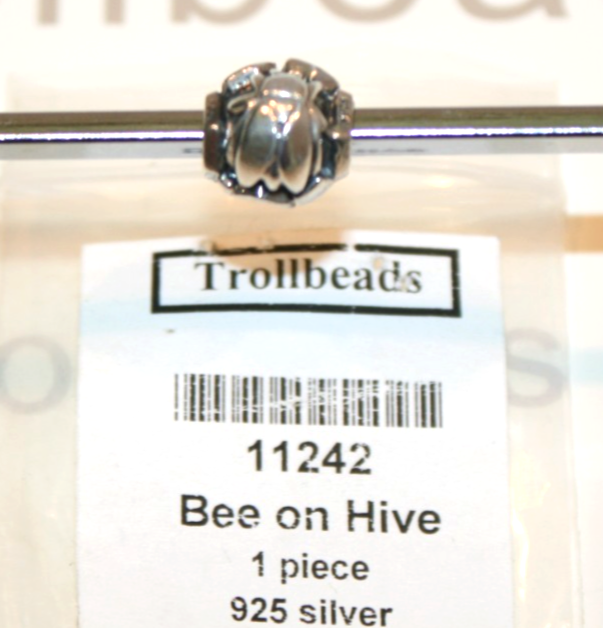 Trollbeads
11242
Bee on Hive
1 piece
925 silver